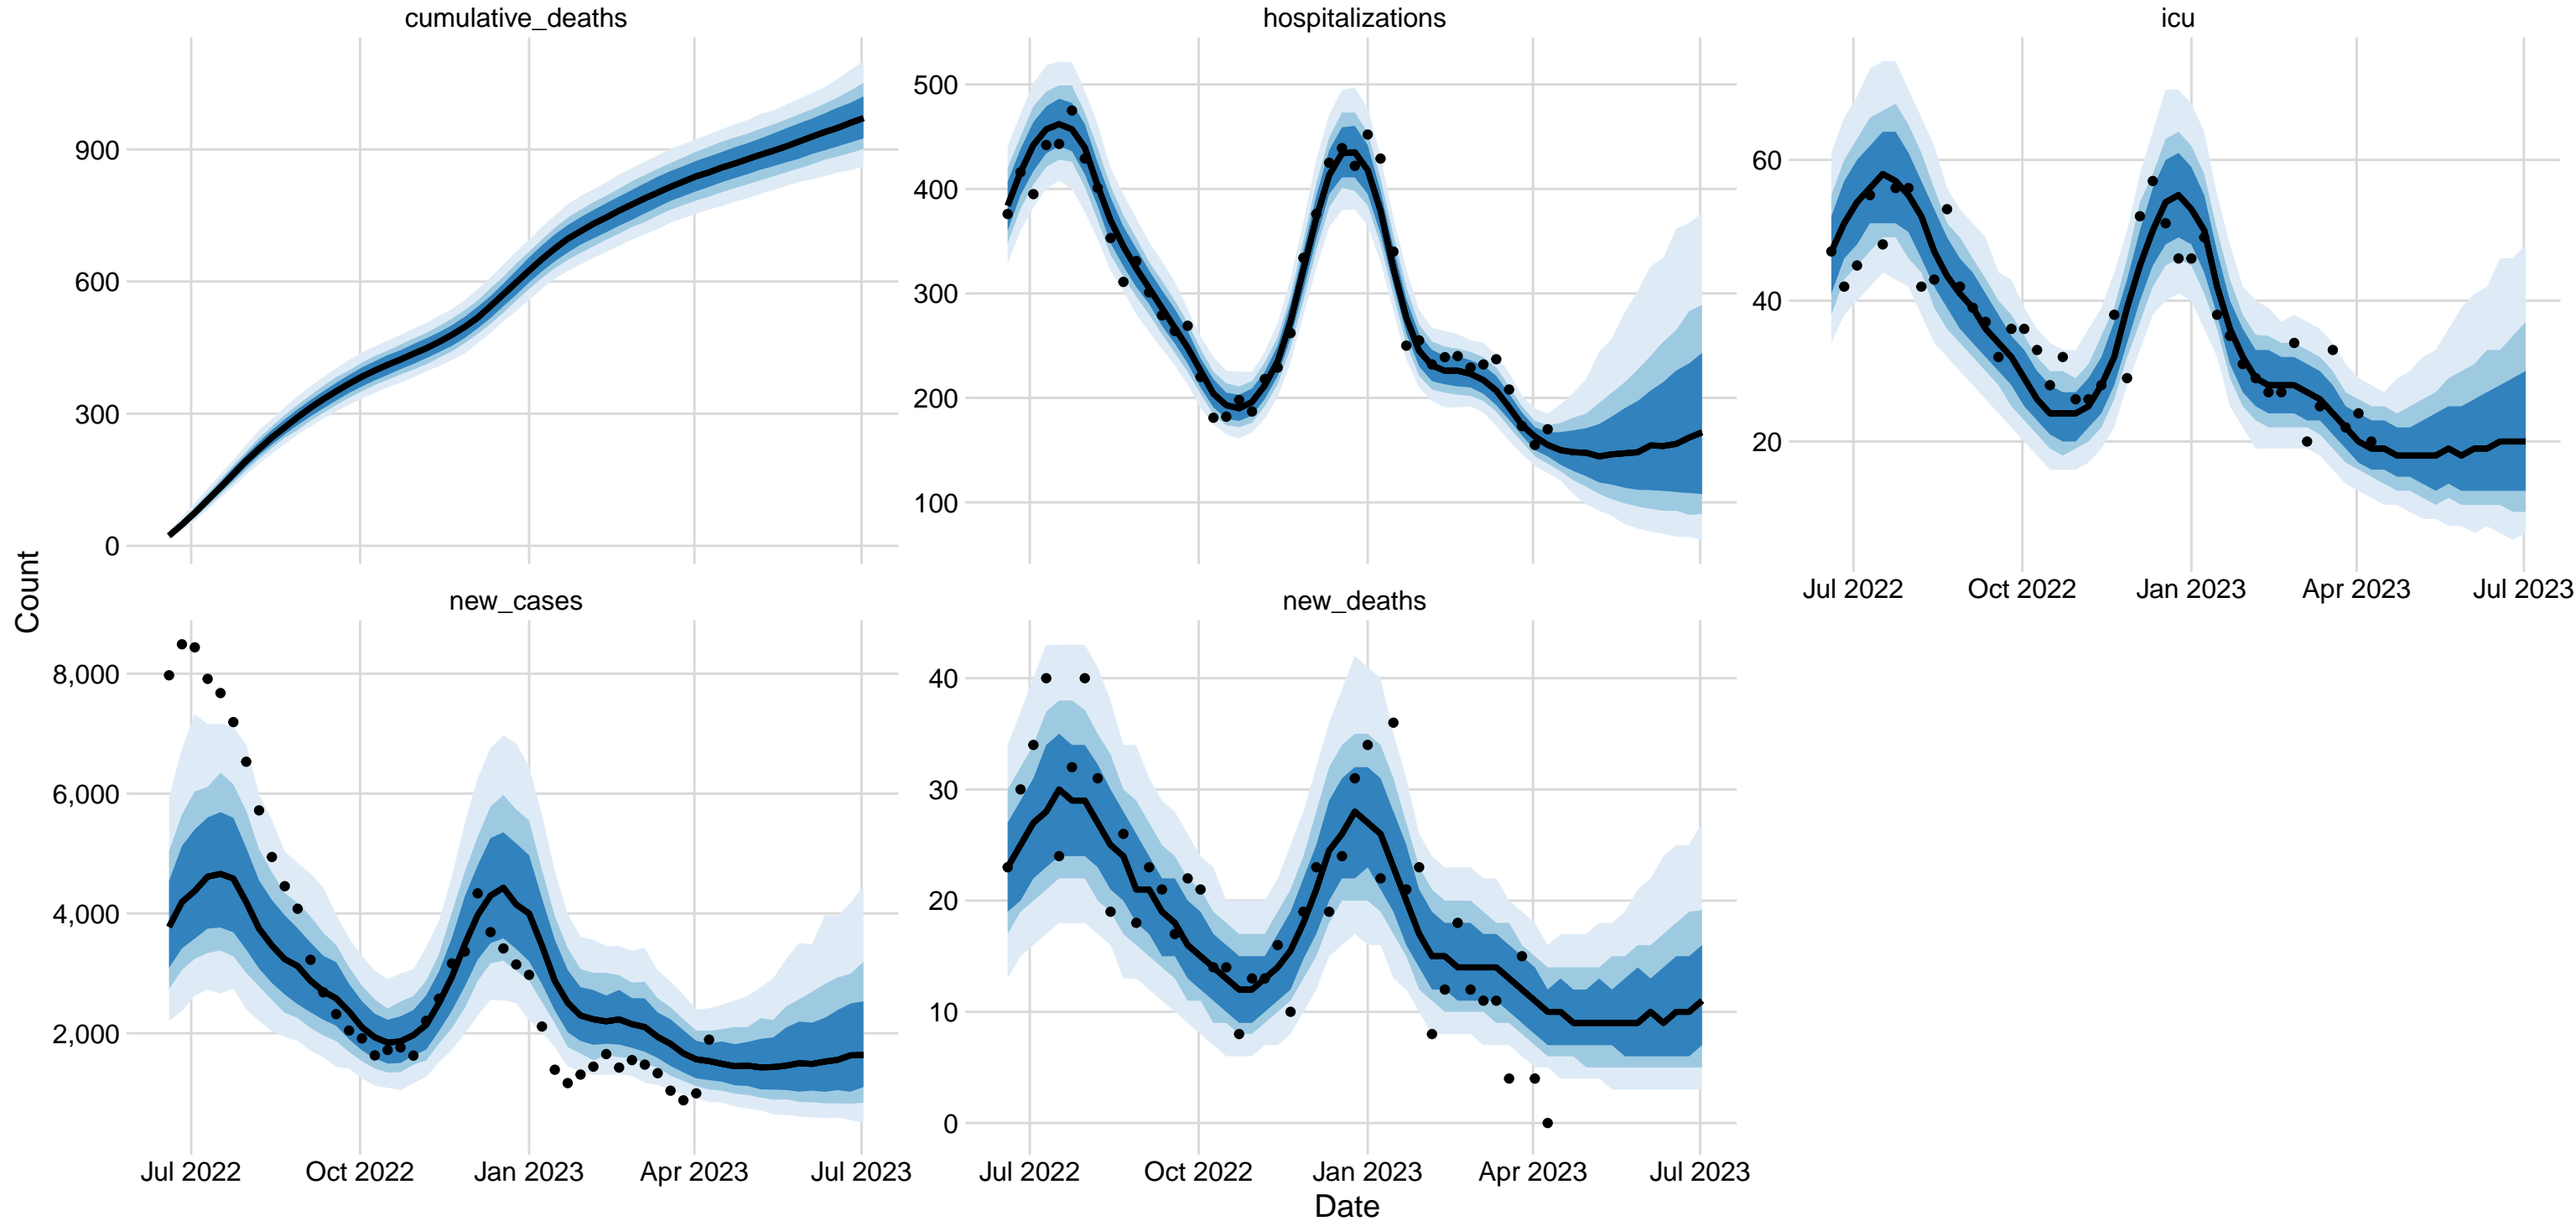 cumulative_deaths
hospitalizations
icu
900
600
300
0
500
400
300
200
100
60
40
20
Jul 2022 Oct 2022 Jan 2023 Apr 2023 Jul 2023
Count
new_cases
new_deaths
8,000
6,000
4,000
2,000
40
30
20
10
0
Jul 2022 Oct 2022 Jan 2023 Apr 2023 Jul 2023
Jul 2022 Oct 2022 Jan 2023 Apr 2023 Jul 2023
Date